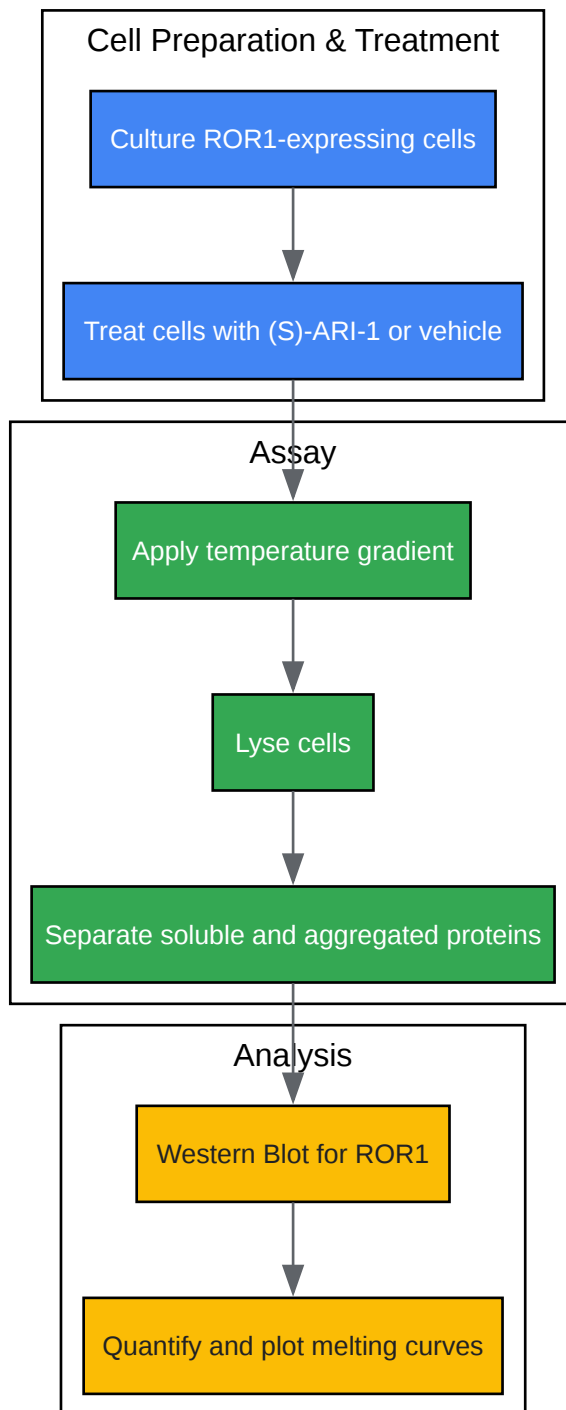 Cell Preparation & Treatment
Culture ROR1-expressing cells
Treat cells with (S)-ARI-1 or vehicle
Assay
Apply temperature gradient
Lyse cells
Separate soluble and aggregated proteins
Analysis
Western Blot for ROR1
Quantify and plot melting curves